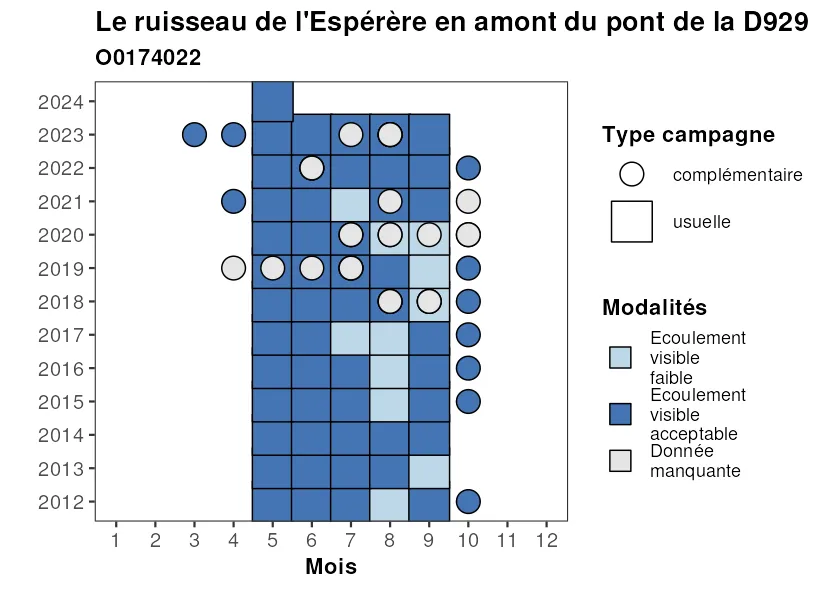 Le ruisseau de l'Espérère en amont du pont de la D929
O0174022
2024
2023
2022
2021
2020
2019
2018
2017
2016
2015
2014
2013
2012
1 2 3 4 5 6 7 8 9 10 11 12
Mois
Type campagne
complémentaire
usuelle
Modalités
Ecoulement
visible
faible
Ecoulement
visible
acceptable
Donnée
manquante